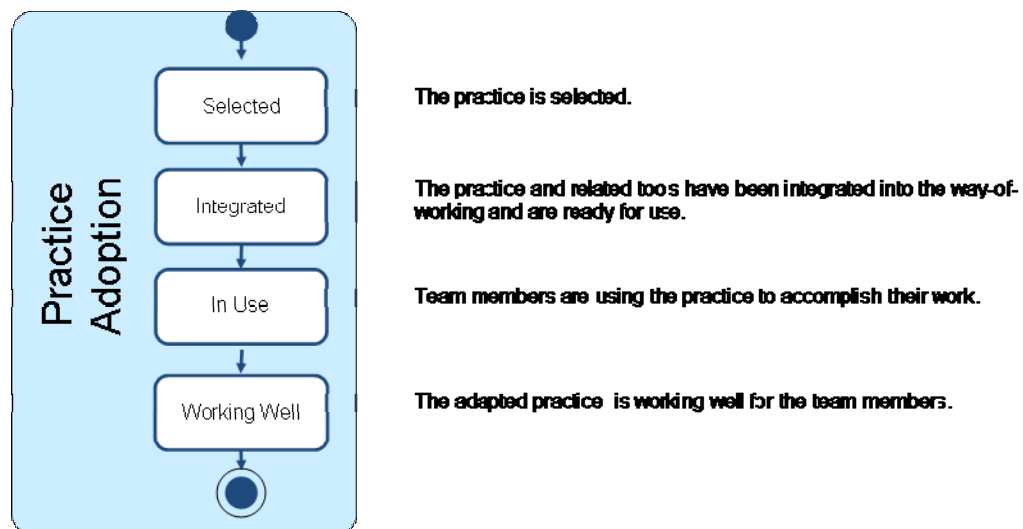 Practice
Adoption
Selected
The practice is selected.
Integrated
The practice and related tools have been integrated into the way-of-
working and are ready for use.
In Use
Team members are using the practice to accomplish their work.
Working Well
The adapted practice is working well for the team members.